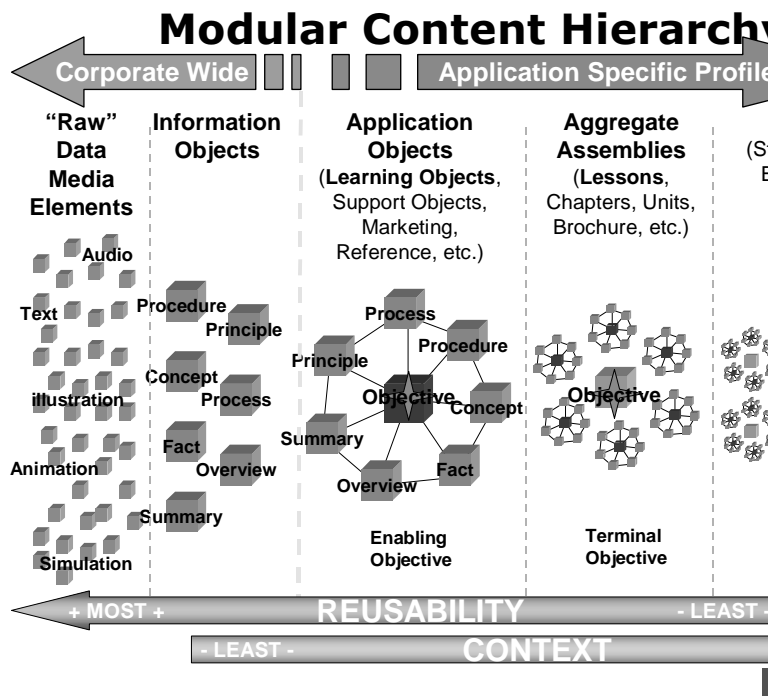 Modular Content Hierarchy
Corporate Wide
Application Specific Profile
“Raw”
Data
Media
Elements
Information
Objects
Application
Objects
(Learning Objects,
Support Objects,
Marketing,
Reference, etc.)
Aggregate
Assemblies
(Lessons,
Chapters, Units,
Brochure, etc.)
Audio
Text
illustration
Animation
Simulation
Procedure
Principle
Concept
Process
Fact
Overview
Summary
Process
Procedure
Principle
Objective
Concept
Summary
Fact
Overview
Enabling
Objective
Objective
Terminal
Objective
+ MOST +
REUSABILITY
- LEAST -
- LEAST -
CONTEXT